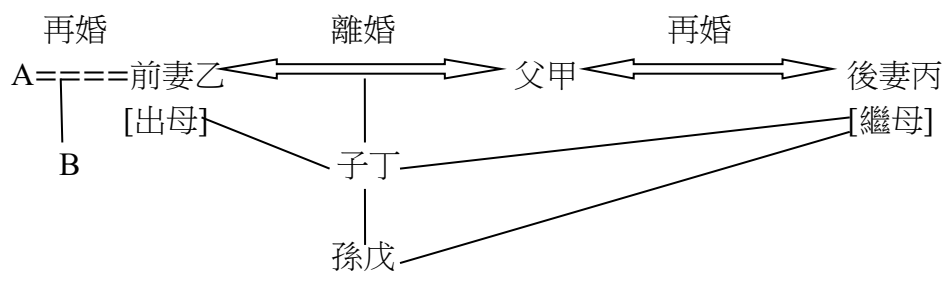 再婚 離婚 再婚
A====前妻乙 父甲 後妻丙
[出母] [繼母]
B 子丁
孫戊